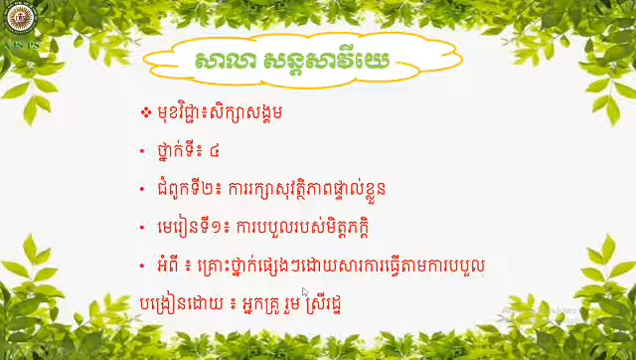 សាលា សន្តសាវីយេ
❖ មុខវិជ្ជា៖សិក្សាសង្គម
• ថ្នាក់ទី៖ ៤
• ជំពូកទី២៖ ការរក្សាសុវត្ថិភាពផ្ទាល់ខ្លួន
• មេរៀនទី១៖ ការបបួលរបស់មិត្តភក្តិ
• អំពី ៖ គ្រោះថ្នាក់ផ្សេងៗដោយសារការធ្វើតាមការបបួល
បង្រៀនដោយ ៖ អ្នកគ្រូ រួម ស្រីរដ្ឋ